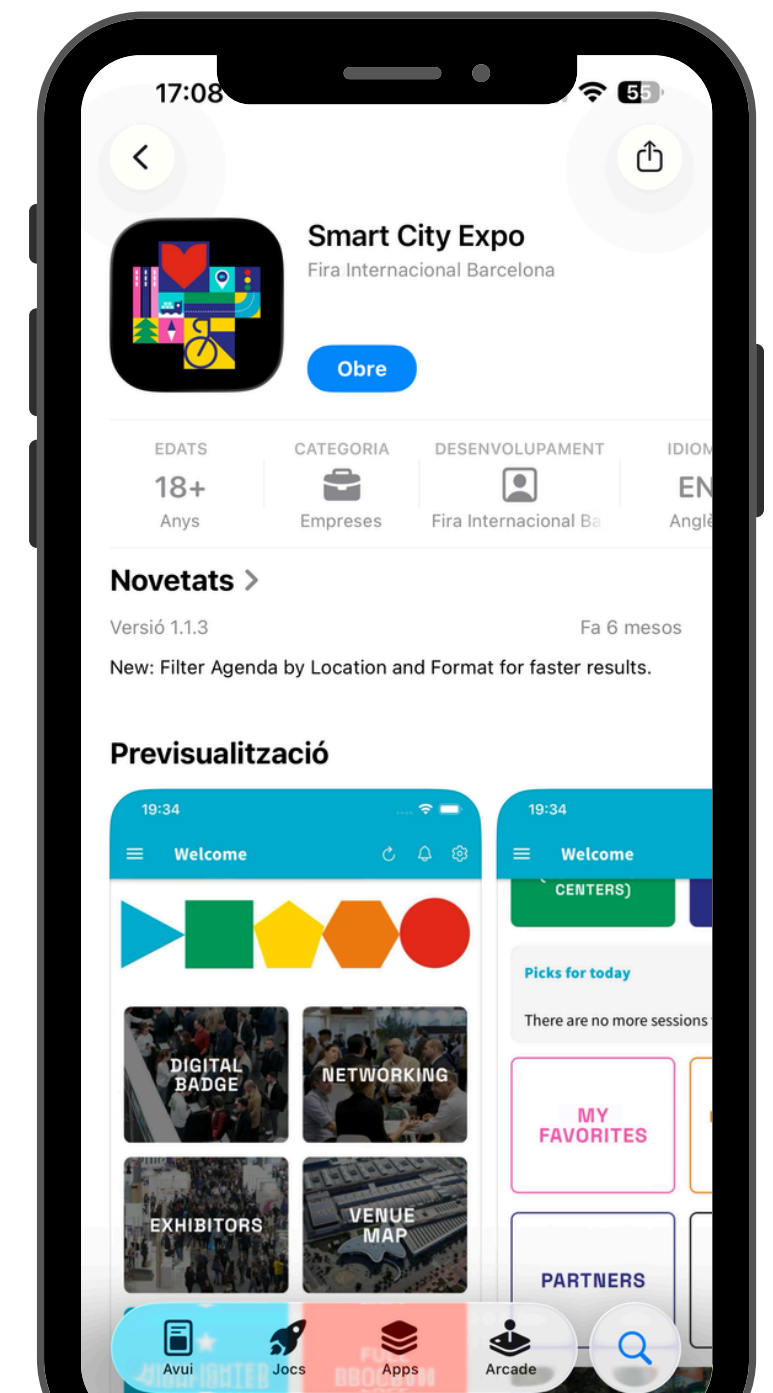 17:08
55
Smart City Expo
Fira Internacional Barcelona
Obre
EDATS
18+
Anys
CATEGORIA
Empreses
DESENVOLUPAMENT
Fira Internacional Ba
IDIOM
EN
Anglè
Novetats
Versió 1.1.3
Fa 6 mesos
New: Filter Agenda by Location and Format for faster results.
Previsualització
19:34
Welcome
DIGITAL
BADGE
NETWORKING
EXHIBITORS
VENUE
MAP
19:34
Welcome
CENTERS)
Picks for today
There are no more sessions
MY
FAVORITES
PARTNERS
Avui
Jocs
Apps
Arcade